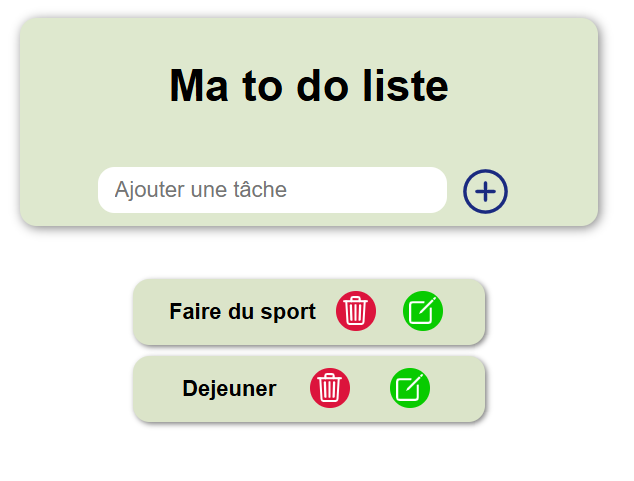 Ma to do liste
Ajouter une tâche
Faire du sport
Dejeuner